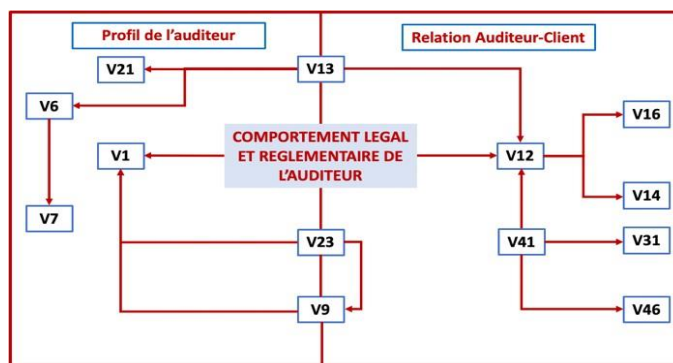 Profil de l'auditeur
Relation Auditeur-Client
V21
V13
V6
V16
V1
COMPORTEMENT LEGAL
ET REGLEMENTAIRE DE
L'AUDITEUR
V12
V14
V7
V23
V41
V31
V9
V46